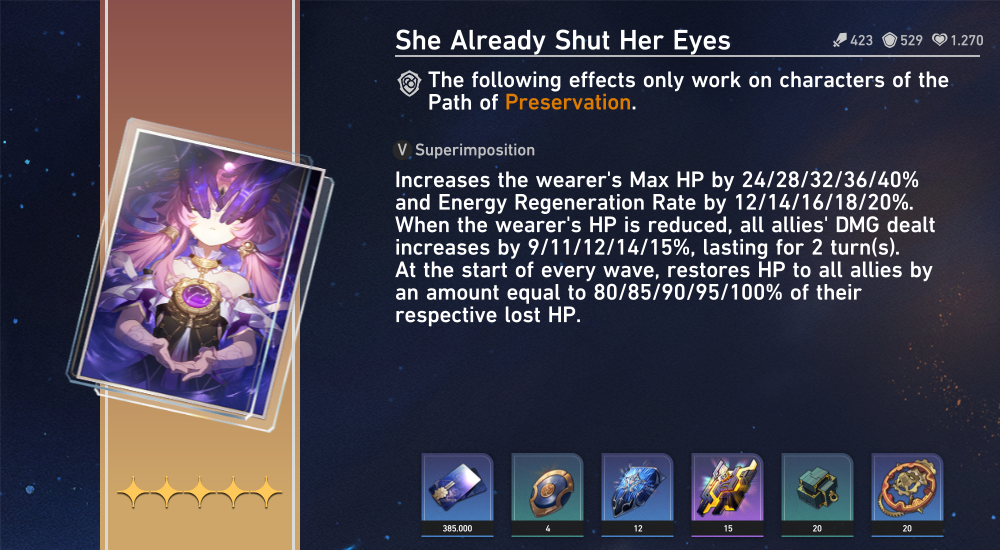 She Already Shut Her Eyes
423 529 1.270
The following effects only work on characters of the
Path of Preservation.
V Superimposition
Increases the wearer's Max HP by 24/28/32/36/40%
and Energy Regeneration Rate by 12/14/16/18/20%.
When the wearer's HP is reduced, all allies' DMG dealt
increases by 9/11/12/14/15%, lasting for 2 turn(s).
At the start of every wave, restores HP to all allies by
an amount equal to 80/85/90/95/100% of their
respective lost HP.
385.000 4 12 15 20 20